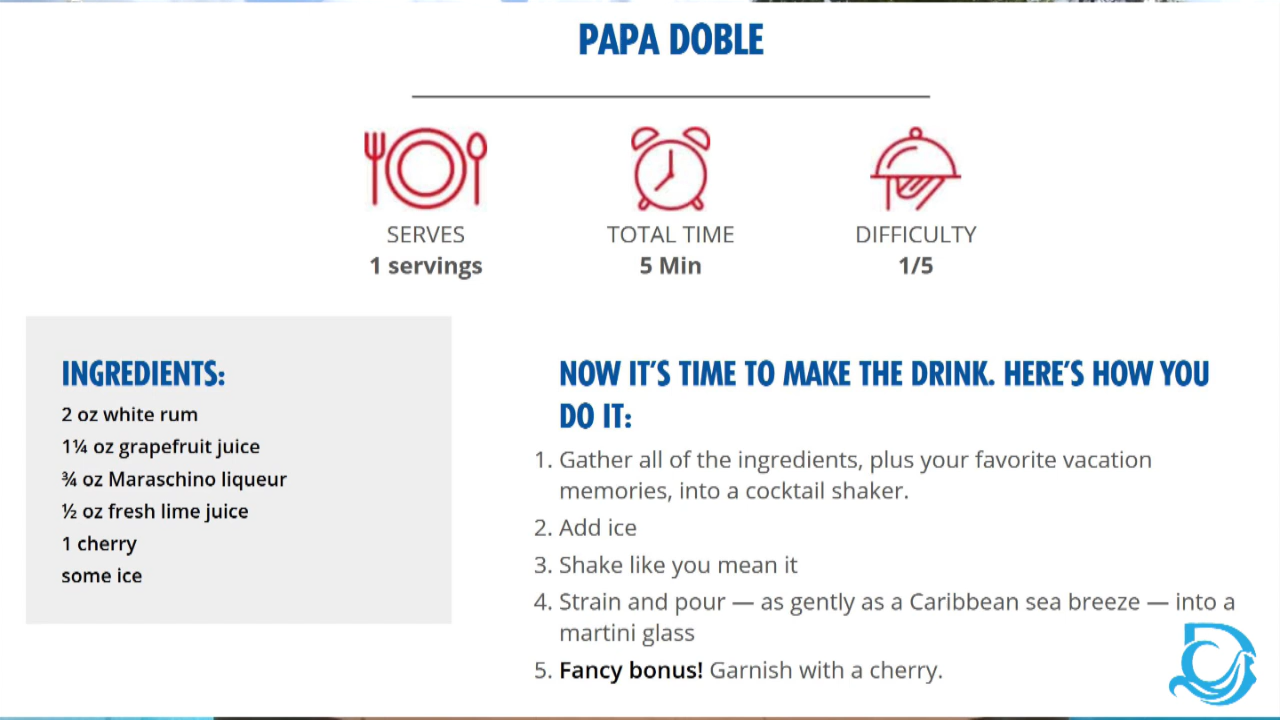 PAPA DOBLE
SERVES
1 servings
TOTAL TIME
5 Min
DIFFICULTY
1/5
INGREDIENTS:
2 oz white rum
1¼ oz grapefruit juice
¾ oz Maraschino liqueur
½ oz fresh lime juice
1 cherry
some ice
NOW IT'S TIME TO MAKE THE DRINK. HERE'S HOW YOU
DO IT:
1. Gather all of the ingredients, plus your favorite vacation
memories, into a cocktail shaker.
2. Add ice
3. Shake like you mean it
4. Strain and pour — as gently as a Caribbean sea breeze — into a
martini glass
5. Fancy bonus! Garnish with a cherry.